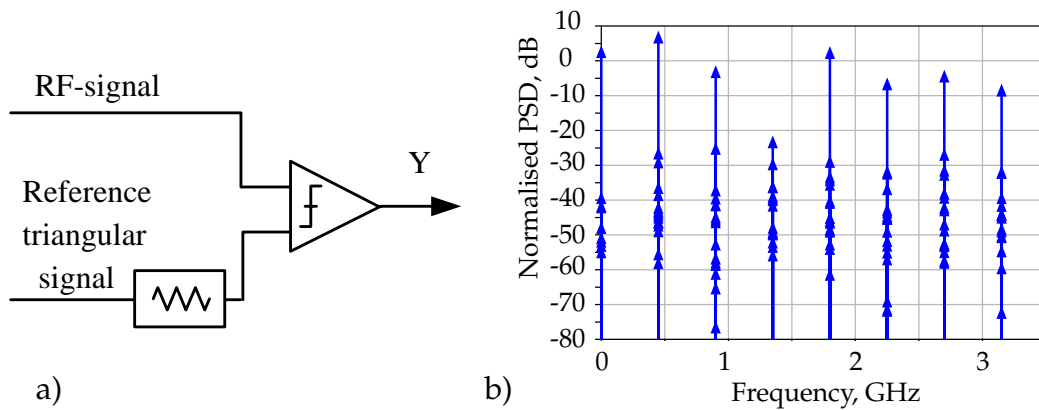 RF-signal
Reference
triangular
signal
Y
a)
Normalised PSD, dB
10
0
-10
-20
-30
-40
-50
-60
-70
-80
0
1
2
3
Frequency, GHz
b)